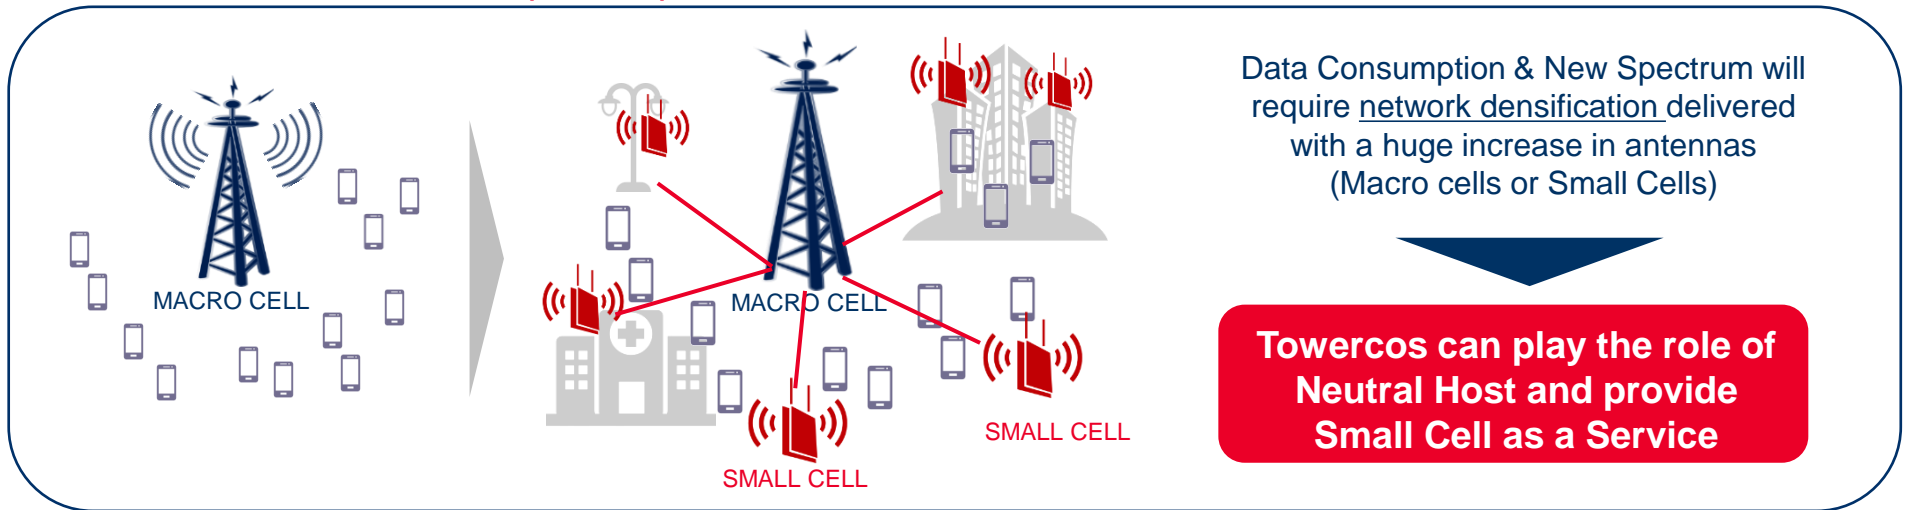 MACRO CELL
MACRO CELL
SMALL CELL
SMALL CELL
Data Consumption & New Spectrum will
require network densification delivered
with a huge increase in antennas
(Macro cells or Small Cells)
Towercos can play the role of
Neutral Host and provide
Small Cell as a Service